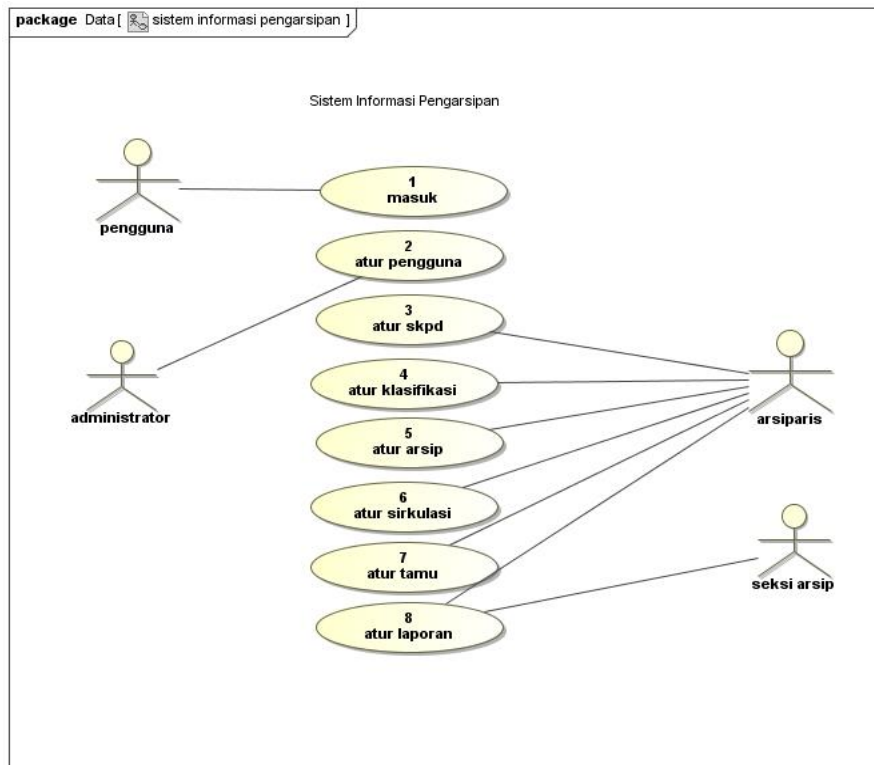 package Data [ sistem informasi pengarsipan ]
Sistem Informasi Pengarsipan
pengguna
1
masuk
2
atur pengguna
3
atur skpd
administrator
4
atur klasifikasi
arsiparis
5
atur arsip
6
atur sirkulasi
7
atur tamu
seksi arsip
8
atur laporan